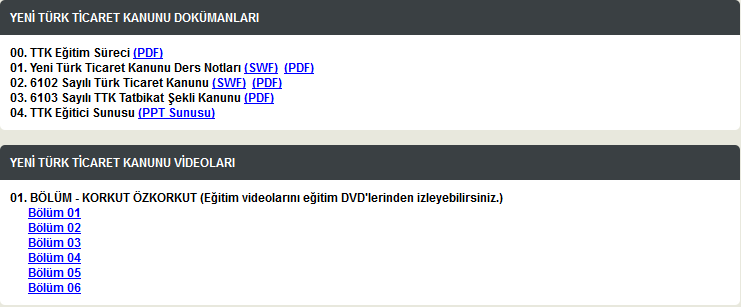 YENİ TÜRK TİCARET KANUNU DOKÜMANLARI
00. TTK Eğitim Süreci (PDF)
01. Yeni Türk Ticaret Kanunu Ders Notları (SWF) (PDF)
02. 6102 Sayılı Türk Ticaret Kanunu (SWF) (PDF)
03. 6103 Sayılı TTK Tatbikat Şekli Kanunu (PDF)
04. TTK Eğitici Sunusu (PPT Sunusu)
YENİ TÜRK TİCARET KANUNU VİDEOLARI
01. BÖLÜM - KORKUT ÖZKORKUT (Eğitim videolarını eğitim DVD'lerinden izleyebilirsiniz.)
Bölüm 01
Bölüm 02
Bölüm 03
Bölüm 04
Bölüm 05
Bölüm 06